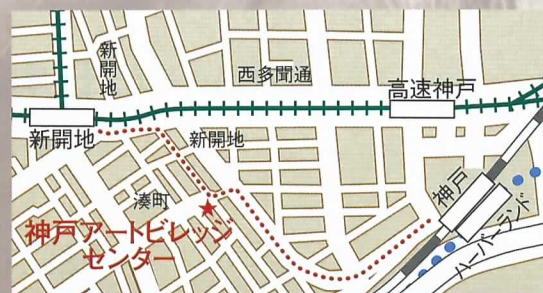 新開地
西多聞通
高速神戸
新開地
新開地
湊町
神戸アートビレッジ
センター
神戸
ハーバーランド